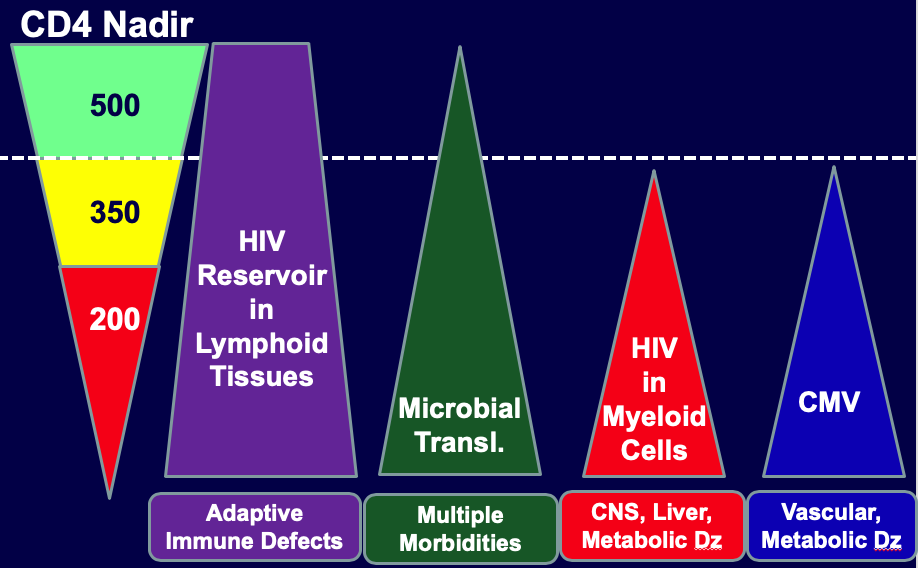 CD4 Nadir
500
350
200
HIV
Reservoir
in
Lymphoid
Tissues
Microbial
Transl.
HIV
in
Myeloid
Cells
CMV
Adaptive
Immune Defects
Multiple
Morbidities
CNS, Liver,
Metabolic Dz
Vascular,
Metabolic Dz